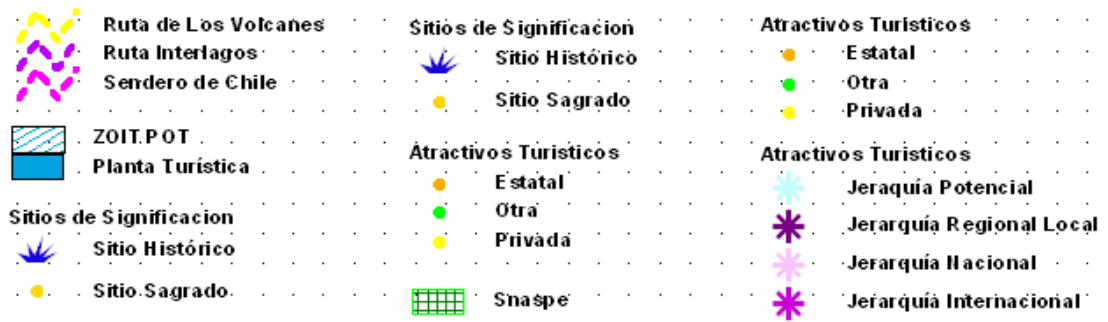 Ruta de Los Volcanes
Ruta Interlagos
Sendero de Chile
ZOIT.POT
Planta Turística
Sitios de Significacion
Sitio Histórico
Sitio Sagrado
Sitios de Significacion
Sitio Histórico
Sitio Sagrado
Atractivos Turisticos
Estatal
Otra
Privada
Snaspe
Atractivos Turisticos
Estatal
Otra
Privada
Atractivos Turisticos
Jeraquía Potencial
Jerarquía Regional Local
Jerarquía Nacional
Jerarquía Internacional